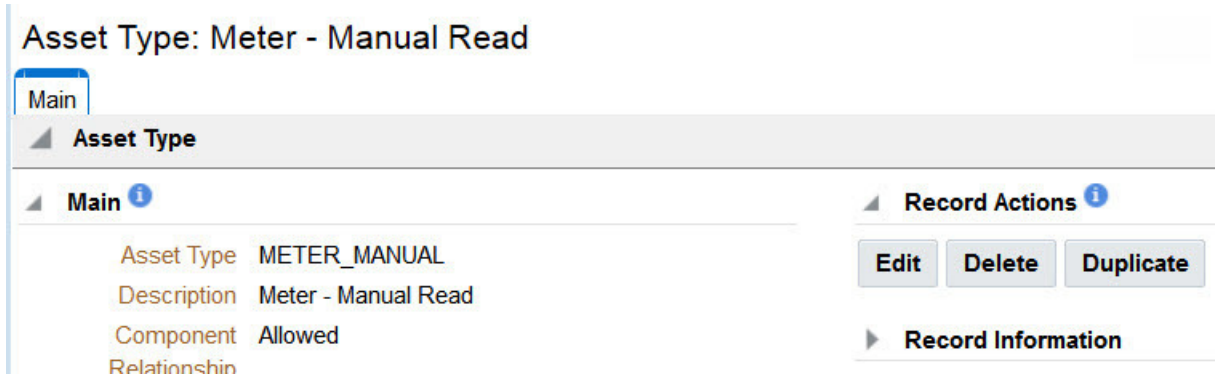 Asset Type: Meter - Manual Read
Main
Asset Type
Main
Asset Type METER_MANUAL
Description Meter - Manual Read
Component Allowed
Relationship
Record Actions
Edit Delete Duplicate
Record Information